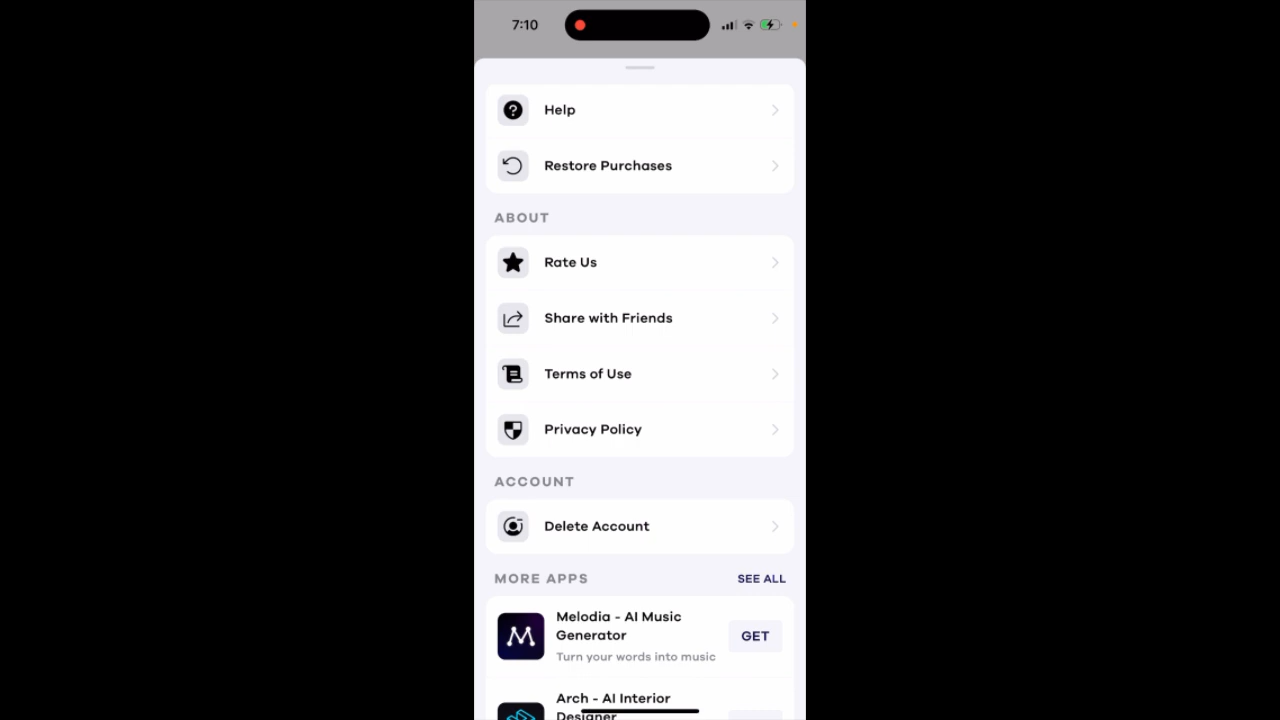 7:10
Help
Restore Purchases
ABOUT
Rate Us
Share with Friends
Terms of Use
Privacy Policy
ACCOUNT
Delete Account
MORE APPS
SEE ALL
Melodia - AI Music
Generator
Turn your words into music
GET
Arch - AI Interior
Designer